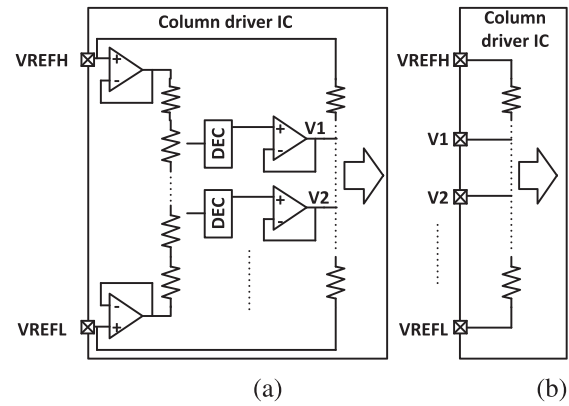 Column driver IC
VREFH
+
-
DEC
+
-
V1
DEC
+
-
V2
-
+
VREFL
(a)
Column
driver IC
VREFH
V1
V2
VREFL
(b)